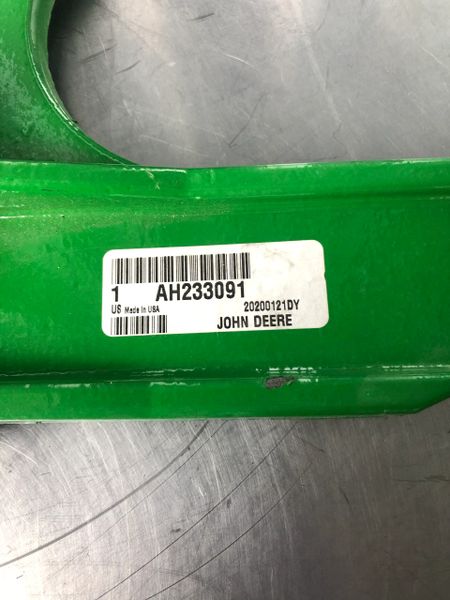 1 AH233091
US Made in USA 20200121DY
JOHN DEERE